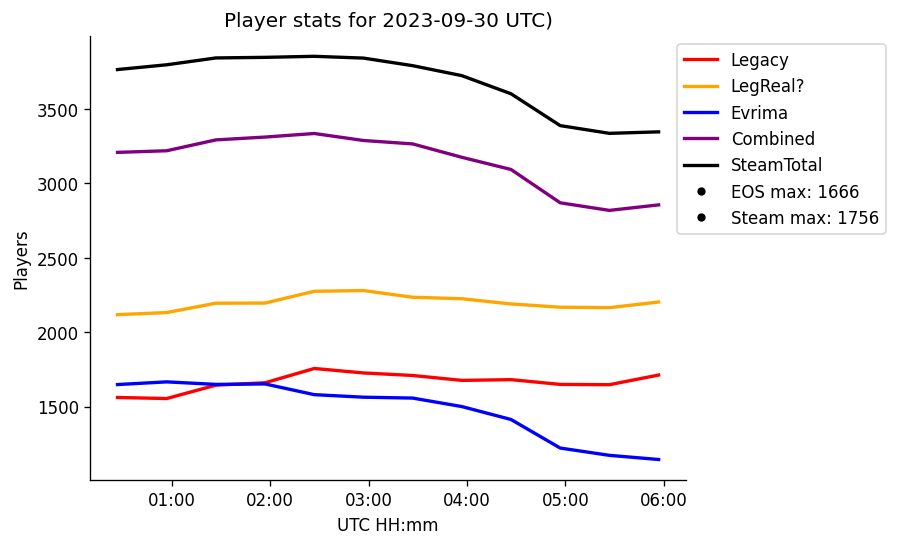 Player stats for 2023-09-30 UTC)
Players
3500
3000
2500
2000
1500
01:00
02:00
03:00
04:00
05:00
06:00
UTC HH:mm
Legacy
LegReal?
Evrima
Combined
SteamTotal
EOS max: 1666
Steam max: 1756